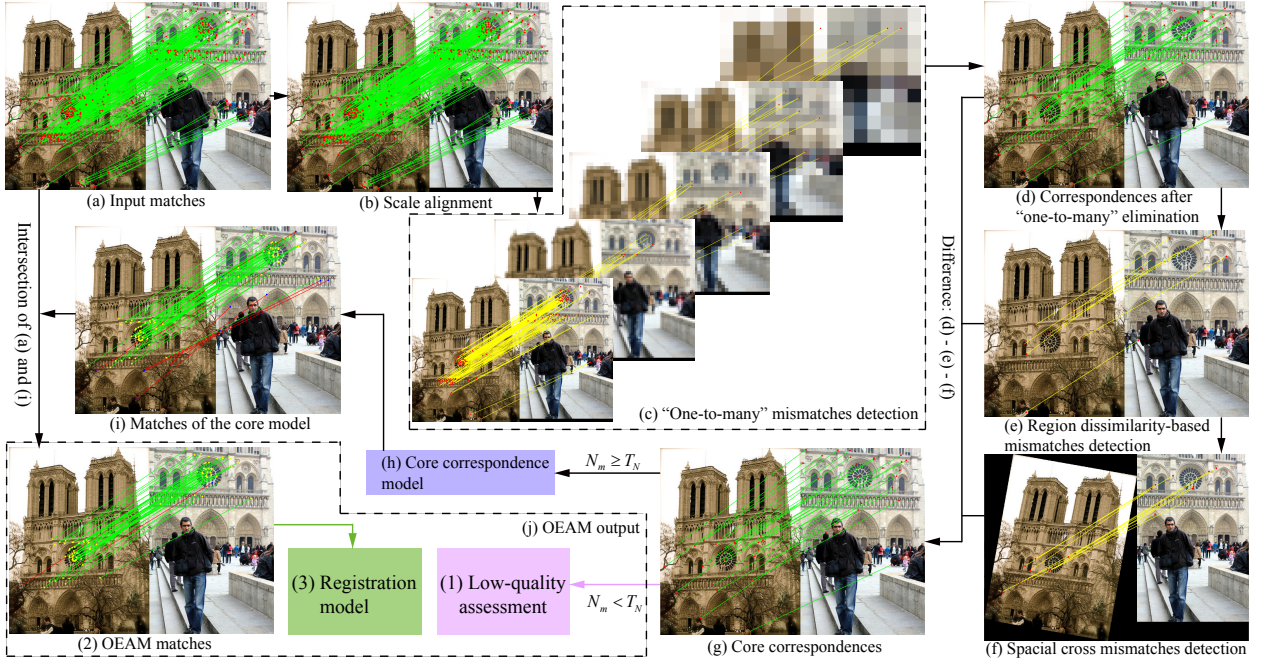 (a) Input matches
(b) Scale alignment
(c) “One-to-many” mismatches detection
(d) Correspondences after
“one-to-many” elimination
Difference: (d) - (e) - (f)
(e) Region dissimilarity-based
mismatches detection
(f) Spacial cross mismatches detection
(g) Core correspondences
N_m ≥ T_N
N_m < T_N
(h) Core correspondence
model
(i) Matches of the core model
Intersection of (a) and (i)
(j) OEAM output
(1) Low-quality
assessment
(2) OEAM matches
(3) Registration
model